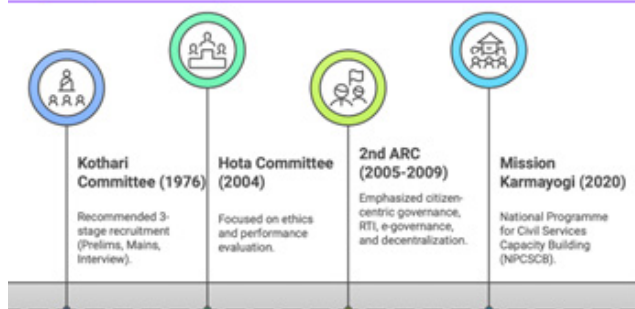 Kothari
Committee (1976)
Recommended 3-
stage recruitment
(Prelims, Mains,
Interview).
Hota Committee
(2004)
Focused on ethics
and performance
evaluation.
2nd ARC
(2005-2009)
Emphasized citizen-
centric governance,
RTI, e-governance,
and decentralization.
Mission
Karmayogi (2020)
National Programme
for Civil Services
Capacity Building
(NPCSCB).